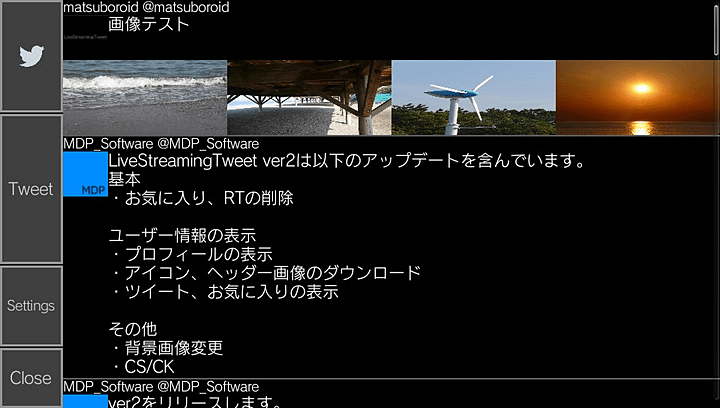 matsuboroid @matsuboroid
画像テスト
LiveStreamingTweet
MDP_Software @MDP_Software
LiveStreamingTweet ver2は以下のアップデートを含んでいます。
MDP
基本
・お気に入り、RTの削除
ユーザー情報の表示
・プロフィールの表示
・アイコン、ヘッダー画像のダウンロード
・ツイート、お気に入りの表示
その他
・背景画像変更
・CS/CK
MDP_Software @MDP_Software
ver2をリリースします。
Tweet
Settings
Close